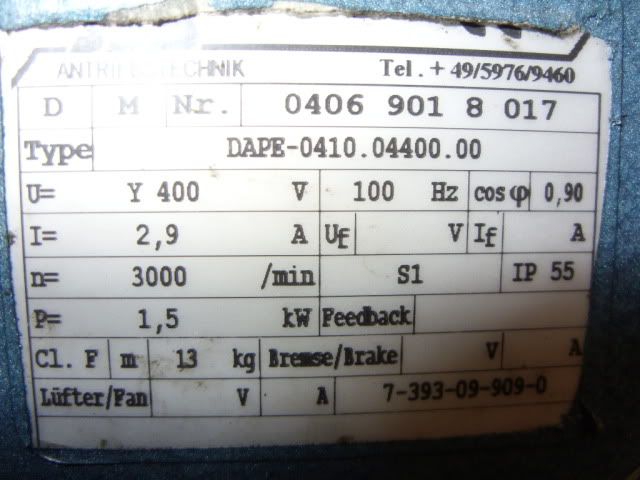 ANTRIEBSTECHNIK Tel. + 49/5976/9460
D M Nr. 0406 901 8 017
Type DAPE-0410.04400.00
U= Y 400 V 100 Hz cosφ 0,90
I= 2,9 A Uf V If A
n= 3000 /min S1 IP 55
P= 1,5 kW Feedback
Cl. F m 13 kg Bremse/Brake V A
Lüfter/Fan V A 7-393-09-909-0